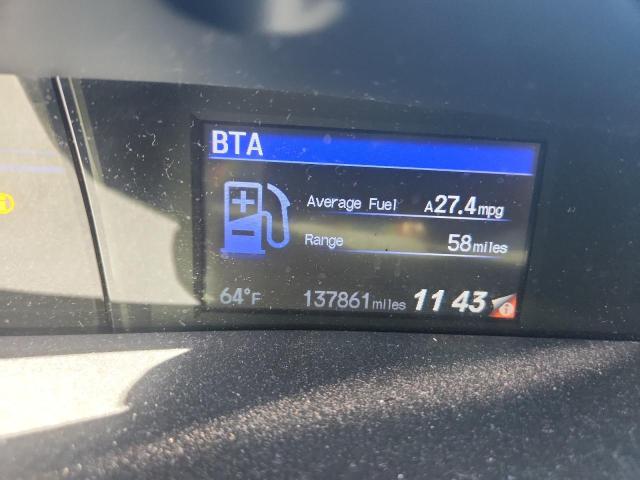 BTA
Average Fuel A27.4mpg
Range 58miles
64°F 137861miles 11 43